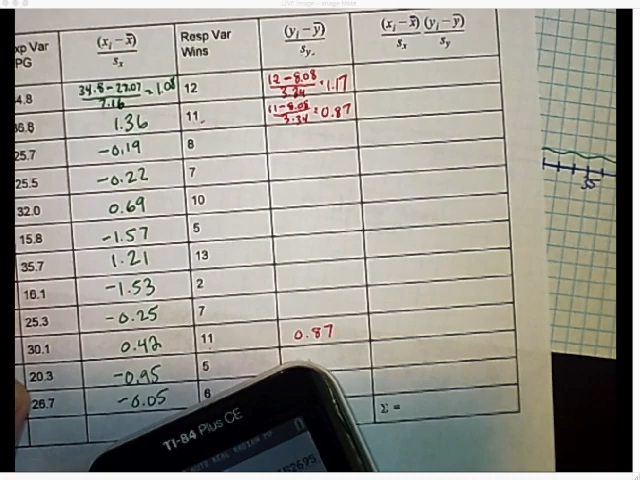 xp Var (xᵢ – x̄) Resp Var (yᵢ – ȳ) (xᵢ – x̄) (yᵢ – ȳ)
PG sₓ Wins s_y sₓ s_y
4.8 34.8-27.07 = 1.08 12 12-8.08 = 1.17
7.16 3.34
36.8 1.36 11 11-8.08 = 0.87
3.34
25.7 -0.19 8
25.5 -0.22 7
32.0 0.69 10
15.8 -1.57 5
35.7 1.21 13
16.1 -1.53 2
25.3 -0.25 7
30.1 0.42 11 0.87
20.3 -0.95 5
26.7 -0.05 6 Σ =
TI-84 Plus CE
35